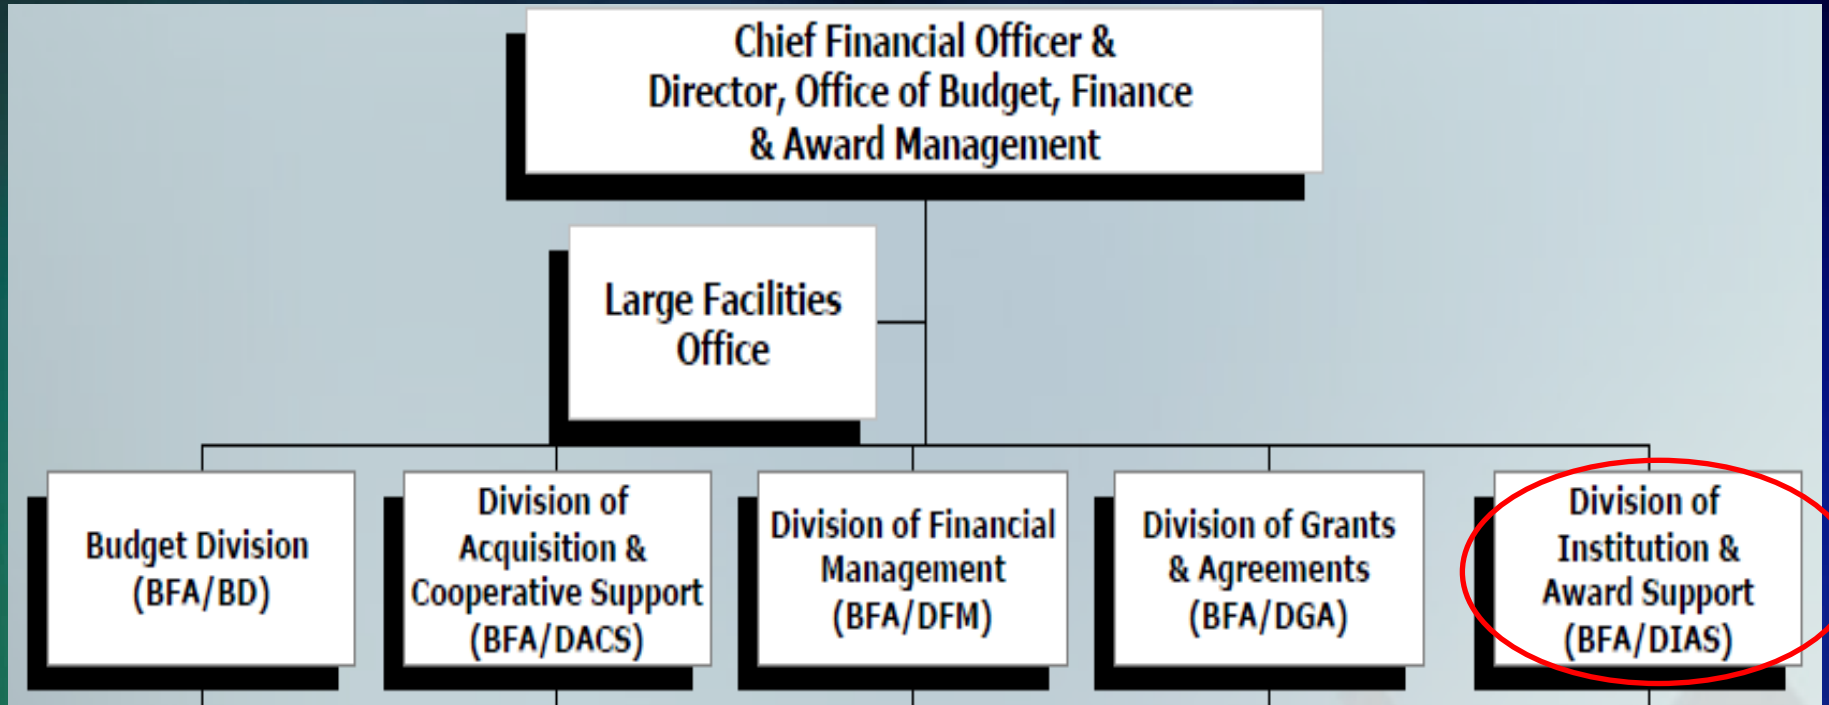 Chief Financial Officer &
Director, Office of Budget, Finance
& Award Management
Large Facilities
Office
Budget Division
(BFA/BD)
Division of
Acquisition &
Cooperative Support
(BFA/DACS)
Division of Financial
Management
(BFA/DFM)
Division of Grants
& Agreements
(BFA/DGA)
Division of
Institution &
Award Support
(BFA/DIAS)